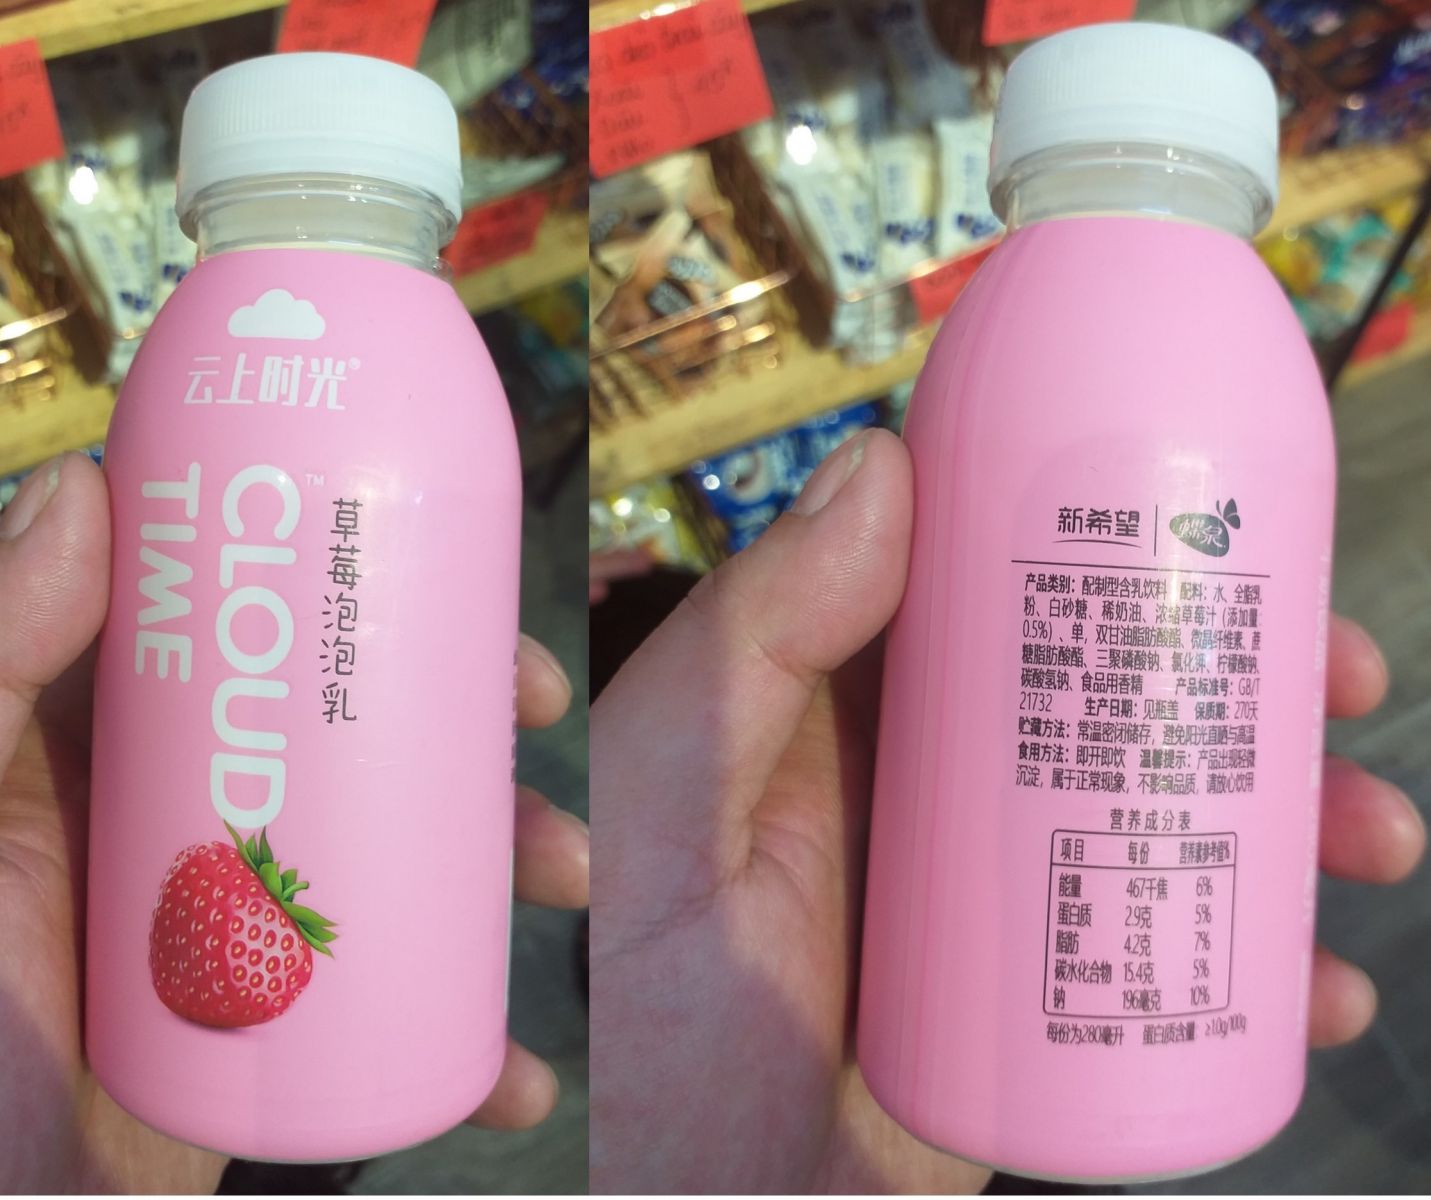 云上时光®
CLOUD™
TIME
草莓泡泡乳
新希望
蝶泉
产品类别：配制型含乳饮料 配料：水、全脂乳
粉、白砂糖、稀奶油、浓缩草莓汁（添加量：
0.5%）、单，双甘油脂肪酸酯、微晶纤维素、蔗
糖脂肪酸酯、三聚磷酸钠、氯化钾、柠檬酸钠、
碳酸氢钠、食品用香精 产品标准号：GB/T
21732 生产日期：见瓶盖 保质期：270天
贮藏方法：常温密闭储存，避免阳光直晒与高温
食用方法：即开即饮 温馨提示：产品出现轻微
沉淀，属于正常现象，不影响品质，请放心饮用
营养成分表
项目 每份 营养素参考值%
能量 467千焦 6%
蛋白质 2.9克 5%
脂肪 4.2克 7%
碳水化合物 15.4克 5%
钠 196毫克 10%
每份为280毫升 蛋白质含量：≥1.0g/100g